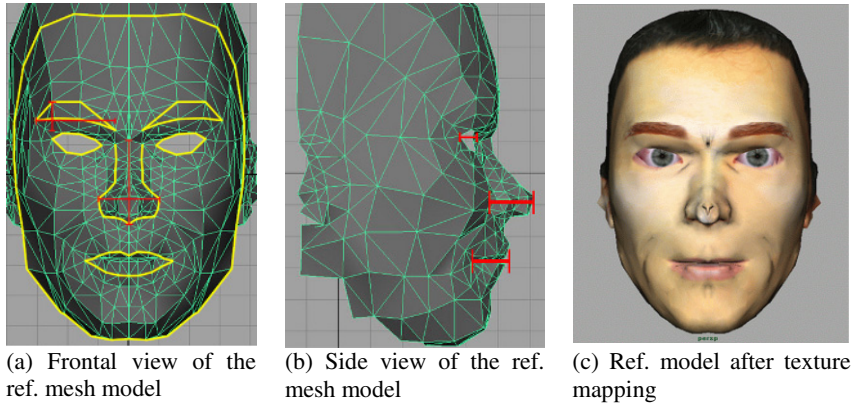 persp
(a) Frontal view of the
ref. mesh model
(b) Side view of the ref.
mesh model
(c) Ref. model after texture
mapping